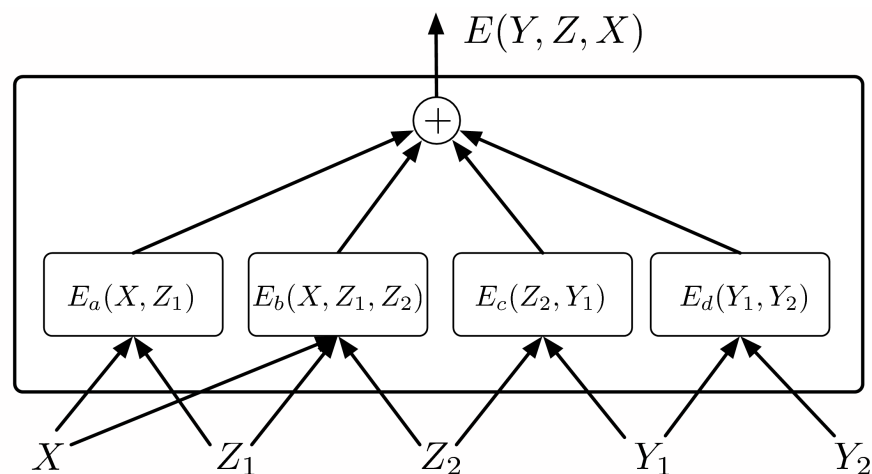 E(Y, Z, X)
+
E_a(X, Z_1) E_b(X, Z_1, Z_2) E_c(Z_2, Y_1) E_d(Y_1, Y_2)
X Z_1 Z_2 Y_1 Y_2